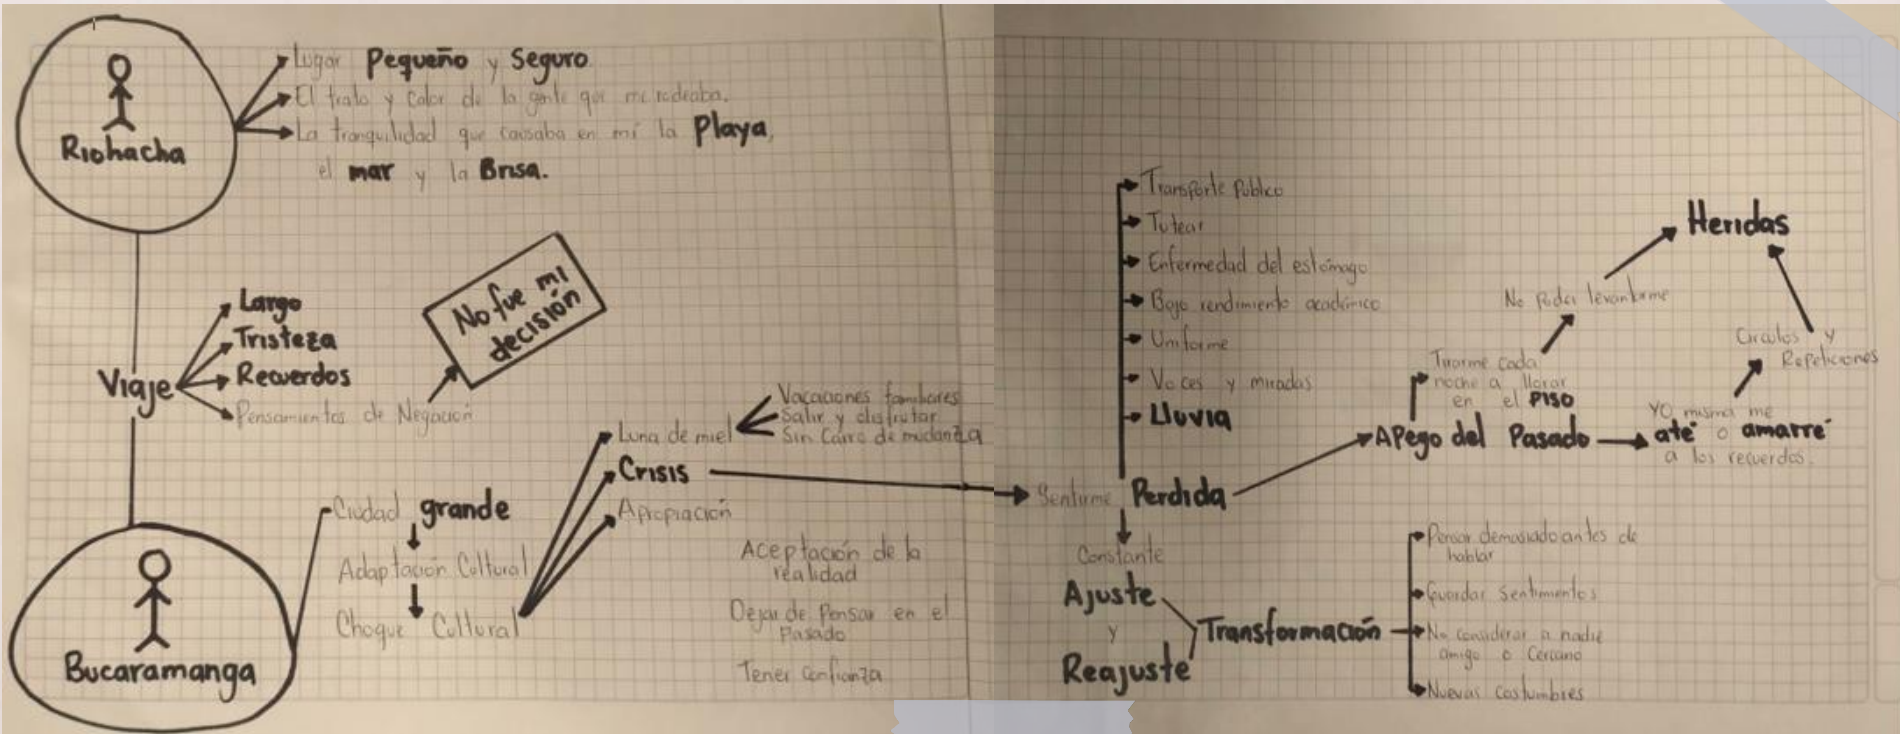 Riohacha
Lugar Pequeño y Seguro.
El trato y calor de la gente que me rodeaba.
La tranquilidad que causaba en mí la Playa,
el mar y la Brisa.
Viaje
Largo
Tristeza
Recuerdos
Pensamientos de Negación
No fue mi
decisión
Bucaramanga
Ciudad grande
Adaptación Cultural
Choque Cultural
Luna de miel
Vacaciones familiares
Salir y disfrutar
Sin Carro de mudanza
Crisis
Apropiación
Aceptación de la
realidad
Dejar de Pensar en el
Pasado
Tener Confianza
Sentirme Perdida
Transporte Público
Tutear
Enfermedad del estómago
Bajo rendimiento académico
Uniforme
Voces y miradas
Lluvia
APego del Pasado
Tirarme cada
noche a llorar
en el PISO
No Poder levantarme
Heridas
YO misma me
até o amarré
a los recuerdos.
Circulos y
Repeticiones
Constante
Ajuste
y
Reajuste
Transformación
Pensar demasiado antes de
hablar
Guardar Sentimientos
No considerar a nadie
amigo o Cercano
Nuevas costumbres